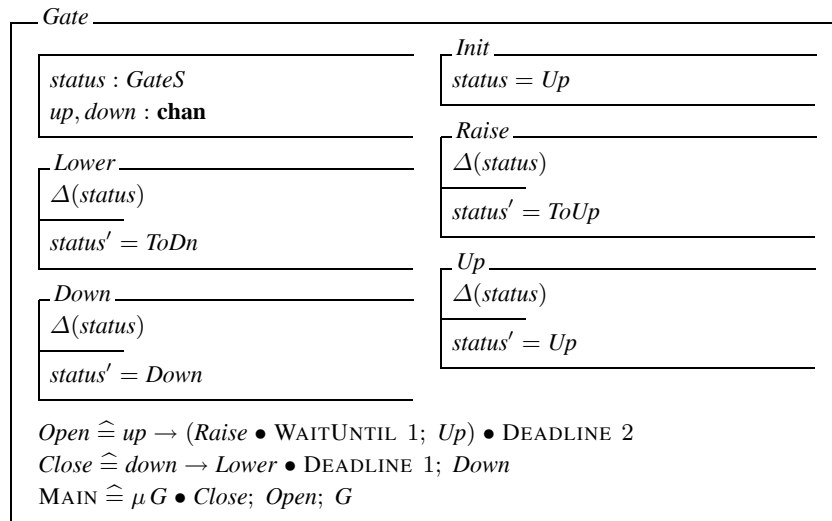 Gate
status : GateS
up, down : chan
Init
status = Up
Lower
Δ(status)
status′ = ToDn
Raise
Δ(status)
status′ = ToUp
Down
Δ(status)
status′ = Down
Up
Δ(status)
status′ = Up
Open ≙ up → (Raise • WAITUNTIL 1; Up) • DEADLINE 2
Close ≙ down → Lower • DEADLINE 1; Down
MAIN ≙ μ G • Close; Open; G